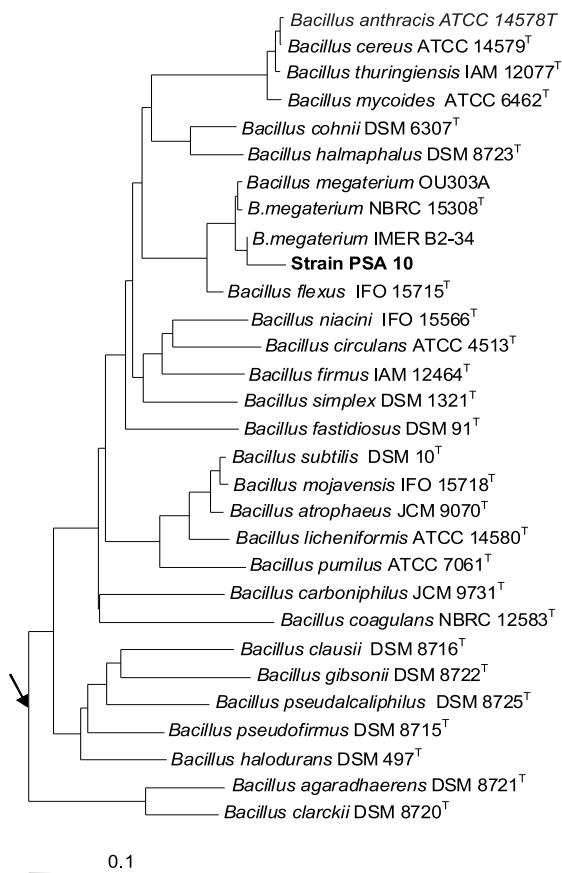 Bacillus anthracis ATCC 14578T
Bacillus cereus ATCC 14579T
Bacillus thuringiensis IAM 12077T
Bacillus mycoides ATCC 6462T
Bacillus cohnii DSM 6307T
Bacillus halmaphalus DSM 8723T
Bacillus megaterium OU303A
B.megaterium NBRC 15308T
B.megaterium IMER B2-34
Strain PSA 10
Bacillus flexus IFO 15715T
Bacillus niacini IFO 15566T
Bacillus circulans ATCC 4513T
Bacillus firmus IAM 12464T
Bacillus simplex DSM 1321T
Bacillus fastidiosus DSM 91T
Bacillus subtilis DSM 10T
Bacillus mojavensis IFO 15718T
Bacillus atrophaeus JCM 9070T
Bacillus licheniformis ATCC 14580T
Bacillus pumilus ATCC 7061T
Bacillus carboniphilus JCM 9731T
Bacillus coagulans NBRC 12583T
Bacillus clausii DSM 8716T
Bacillus gibsonii DSM 8722T
Bacillus pseudalcaliphilus DSM 8725T
Bacillus pseudofirmus DSM 8715T
Bacillus halodurans DSM 497T
Bacillus agaradhaerens DSM 8721T
Bacillus clarckii DSM 8720T
0.1